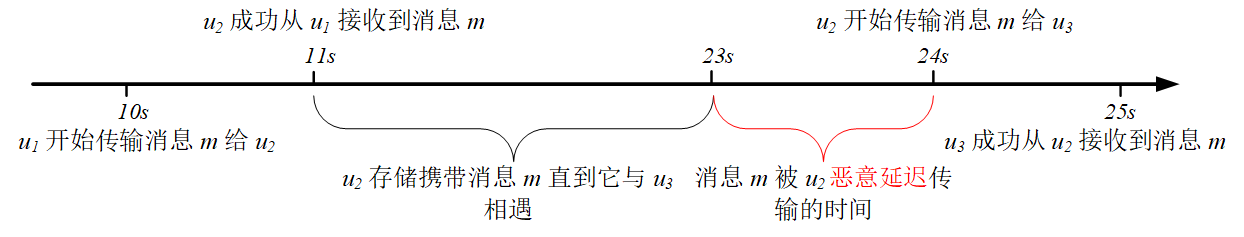 u2 成功从 u1 接收到消息 m
u2 开始传输消息 m 给 u3
11s
23s
24s
10s
25s
u1 开始传输消息 m 给 u2
u3 成功从 u2 接收到消息 m
u2 存储携带消息 m 直到它与 u3
相遇
消息 m 被 u2 恶意延迟传
输的时间